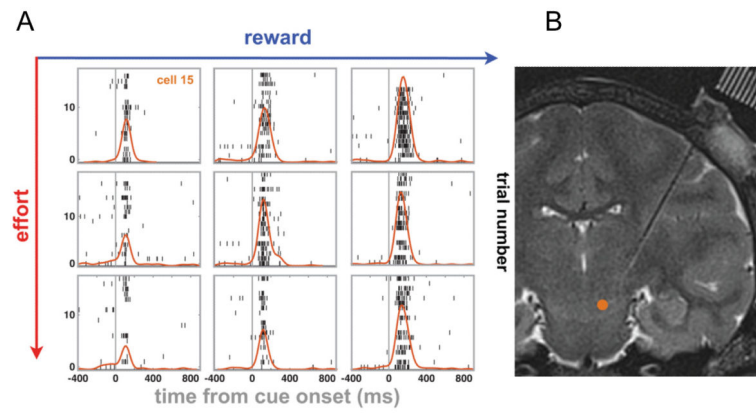 A
B
reward
effort
cell 15
trial number
10
0
10
0
10
0
-400 0 400 800 -400 0 400 800 -400 0 400 800
time from cue onset (ms)